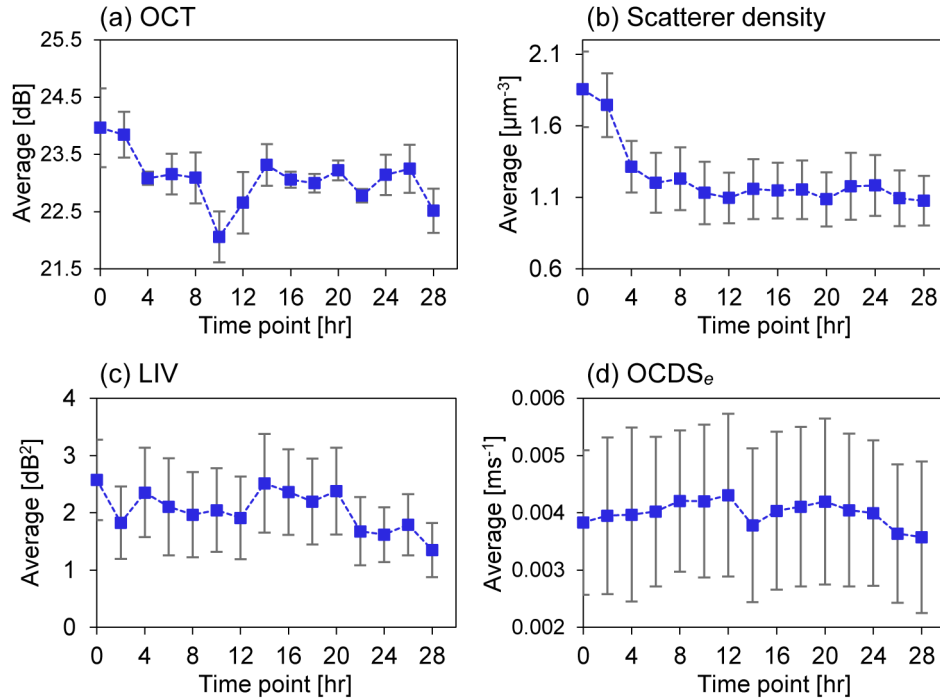 (a) OCT
Average [dB]
25.5
24.5
23.5
22.5
21.5
0 4 8 12 16 20 24 28
Time point [hr]
(b) Scatterer density
Average [µm⁻³]
2.1
1.6
1.1
0.6
0 4 8 12 16 20 24 28
Time point [hr]
(c) LIV
Average [dB²]
4
3
2
1
0
0 4 8 12 16 20 24 28
Time point [hr]
(d) OCDSₑ
Average [ms⁻¹]
0.006
0.005
0.004
0.003
0.002
0 4 8 12 16 20 24 28
Time point [hr]